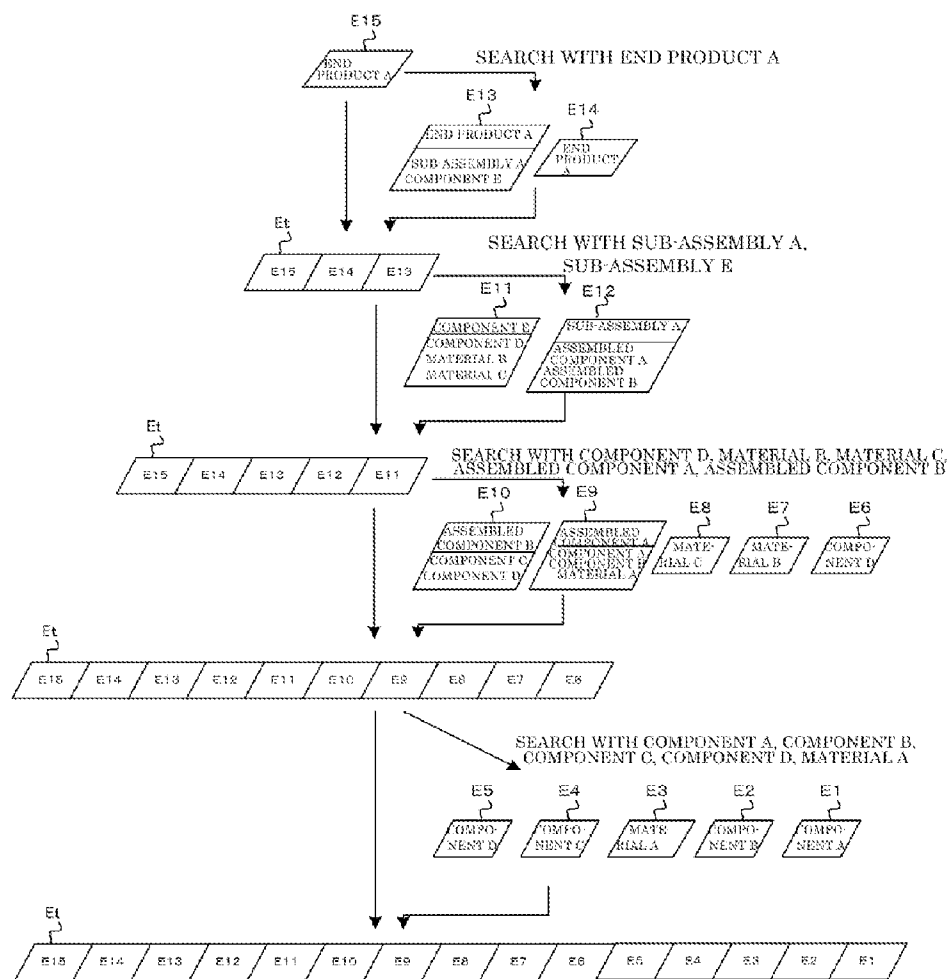 E15
END
PRODUCT A
SEARCH WITH END PRODUCT A
E13
END PRODUCT A
SUB ASSEMBLY A
COMPONENT E
E14
END
PRODUCT
A
Et
E15 E14 E13
SEARCH WITH SUB-ASSEMBLY A,
SUB-ASSEMBLY E
E11
COMPONENT E
COMPONENT D
MATERIAL B
MATERIAL C
E12
SUB-ASSEMBLY A
ASSEMBLED
COMPONENT A
ASSEMBLED
COMPONENT B
Et
E15 E14 E13 E12 E11
SEARCH WITH COMPONENT D, MATERIAL B, MATERIAL C,
ASSEMBLED COMPONENT A, ASSEMBLED COMPONENT B
E10
ASSEMBLED
COMPONENT B
COMPONENT C
COMPONENT D
E9
ASSEMBLED
COMPONENT A
COMPONENT A
COMPONENT B
MATERIAL A
E8
MATE-
RIAL C
E7
MATE-
RIAL B
E6
COMPO-
NENT D
Et
E15 E14 E13 E12 E11 E10 E9 E8 E7 E6
SEARCH WITH COMPONENT A, COMPONENT B,
COMPONENT C, COMPONENT D, MATERIAL A
E5
COMPO-
NENT D
E4
COMPO-
NENT C
E3
MATE
RIAL A
E2
COMPO-
NENT B
E1
COMPO-
NENT A
Et
E15 E14 E13 E12 E11 E10 E9 E8 E7 E6 E5 E4 E3 E2 E1